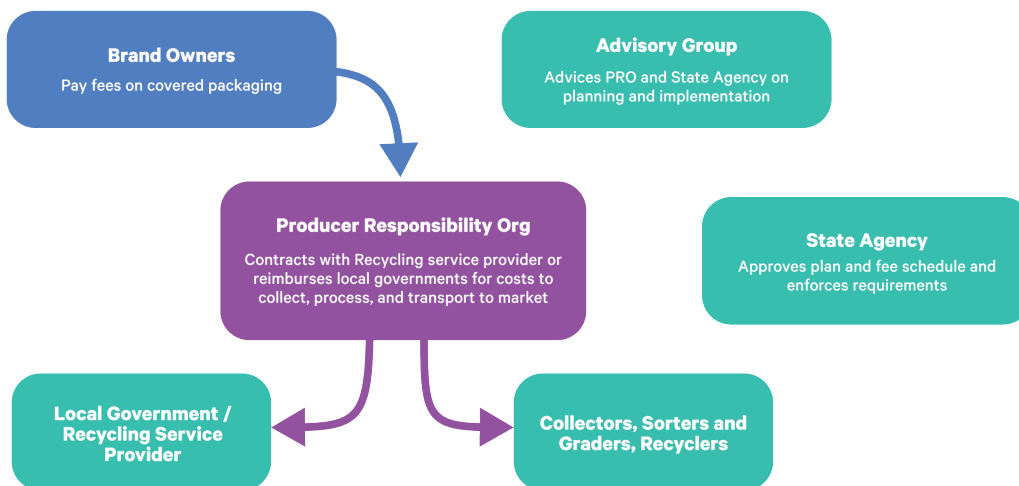 Brand Owners
Pay fees on covered packaging
Advisory Group
Advices PRO and State Agency on
planning and implementation
Producer Responsibility Org
Contracts with Recycling service provider or
reimburses local governments for costs to
collect, process, and transport to market
State Agency
Approves plan and fee schedule and
enforces requirements
Local Government /
Recycling Service
Provider
Collectors, Sorters and
Graders, Recyclers